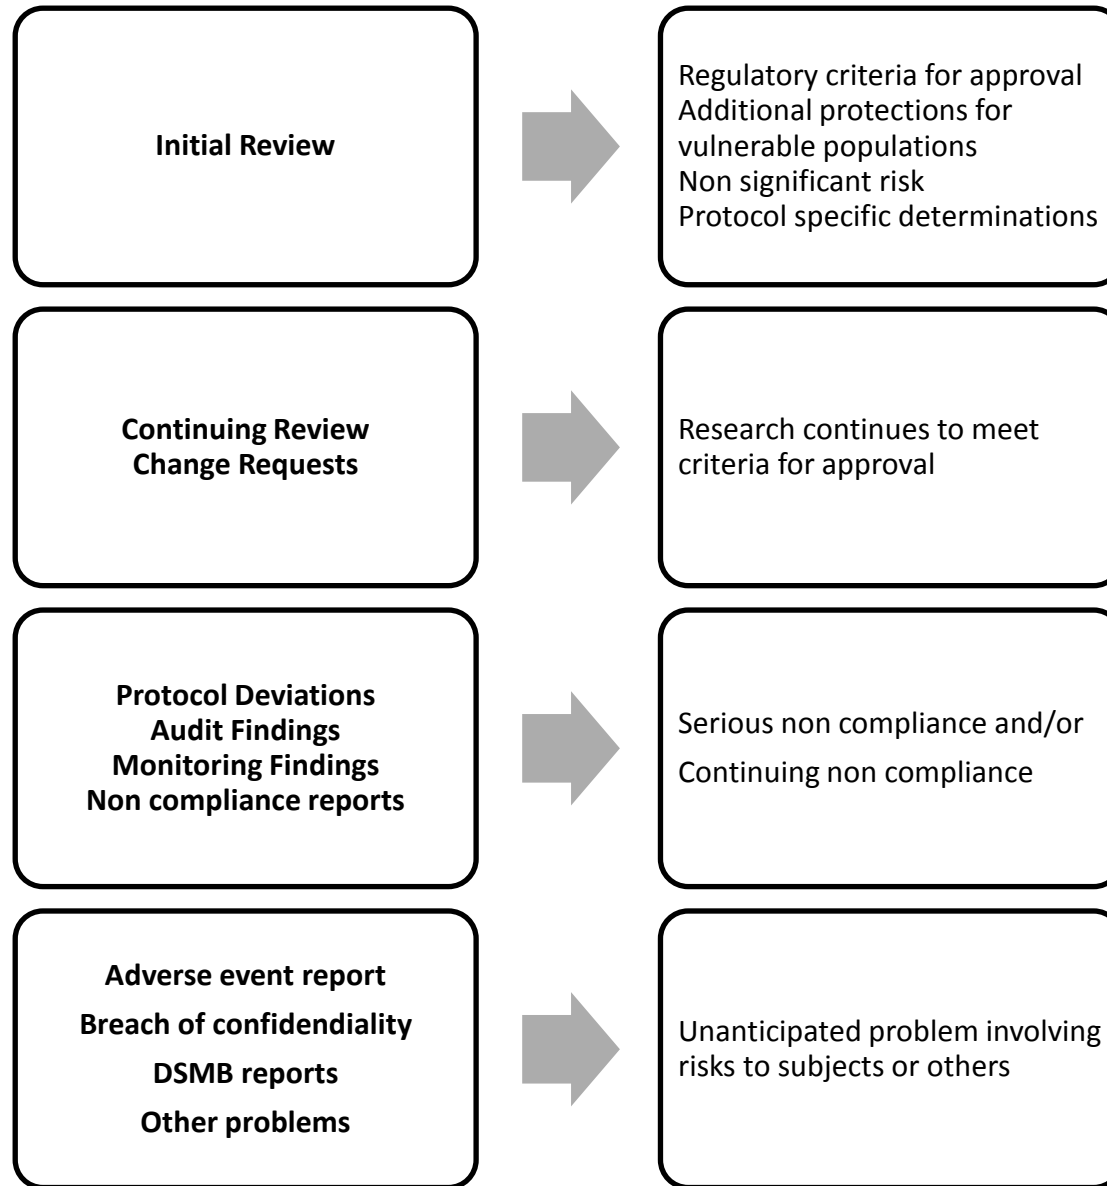 Initial Review
Regulatory criteria for approval
Additional protections for
vulnerable populations
Non significant risk
Protocol specific determinations
Continuing Review
Change Requests
Research continues to meet
criteria for approval
Protocol Deviations
Audit Findings
Monitoring Findings
Non compliance reports
Serious non compliance and/or
Continuing non compliance
Adverse event report
Breach of confidendiality
DSMB reports
Other problems
Unanticipated problem involving
risks to subjects or others